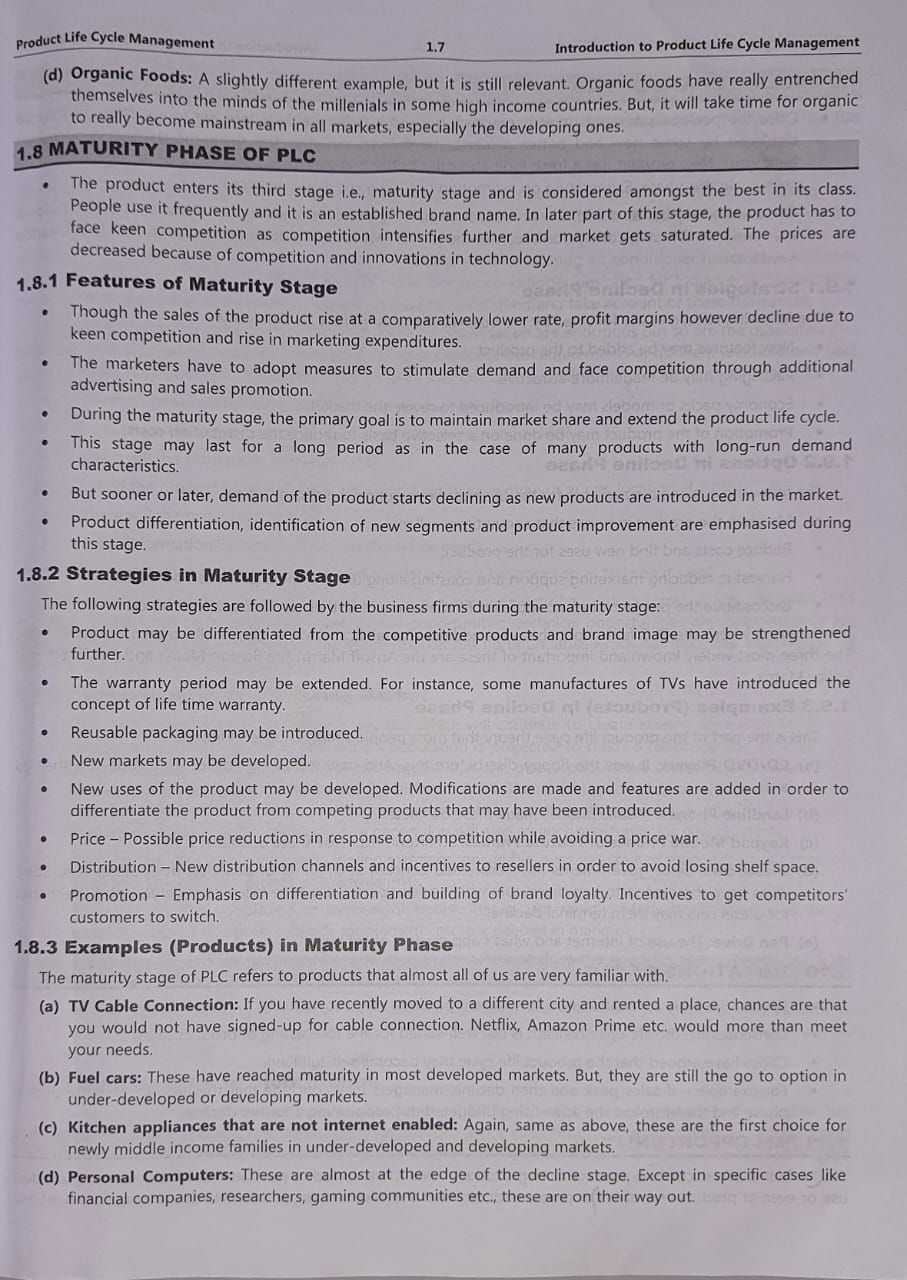 Product Life Cycle Management
1.7
Introduction to Product Life Cycle Management
(d) Organic Foods: A slightly different example, but it is still relevant. Organic foods have really entrenched
themselves into the minds of the millenials in some high income countries. But, it will take time for organic
to really become mainstream in all markets, especially the developing ones.
1.8 MATURITY PHASE OF PLC
• The product enters its third stage i.e., maturity stage and is considered amongst the best in its class.
People use it frequently and it is an established brand name. In later part of this stage, the product has to
face keen competition as competition intensifies further and market gets saturated. The prices are
decreased because of competition and innovations in technology.
1.8.1 Features of Maturity Stage
• Though the sales of the product rise at a comparatively lower rate, profit margins however decline due to
keen competition and rise in marketing expenditures.
• The marketers have to adopt measures to stimulate demand and face competition through additional
advertising and sales promotion.
• During the maturity stage, the primary goal is to maintain market share and extend the product life cycle.
• This stage may last for a long period as in the case of many products with long-run demand
characteristics.
• But sooner or later, demand of the product starts declining as new products are introduced in the market.
• Product differentiation, identification of new segments and product improvement are emphasised during
this stage.
1.8.2 Strategies in Maturity Stage
The following strategies are followed by the business firms during the maturity stage:
• Product may be differentiated from the competitive products and brand image may be strengthened
further.
• The warranty period may be extended. For instance, some manufactures of TVs have introduced the
concept of life time warranty.
• Reusable packaging may be introduced.
• New markets may be developed.
• New uses of the product may be developed. Modifications are made and features are added in order to
differentiate the product from competing products that may have been introduced.
• Price – Possible price reductions in response to competition while avoiding a price war.
• Distribution – New distribution channels and incentives to resellers in order to avoid losing shelf space.
• Promotion – Emphasis on differentiation and building of brand loyalty. Incentives to get competitors'
customers to switch.
1.8.3 Examples (Products) in Maturity Phase
The maturity stage of PLC refers to products that almost all of us are very familiar with.
(a) TV Cable Connection: If you have recently moved to a different city and rented a place, chances are that
you would not have signed-up for cable connection. Netflix, Amazon Prime etc. would more than meet
your needs.
(b) Fuel cars: These have reached maturity in most developed markets. But, they are still the go to option in
under-developed or developing markets.
(c) Kitchen appliances that are not internet enabled: Again, same as above, these are the first choice for
newly middle income families in under-developed and developing markets.
(d) Personal Computers: These are almost at the edge of the decline stage. Except in specific cases like
financial companies, researchers, gaming communities etc., these are on their way out.